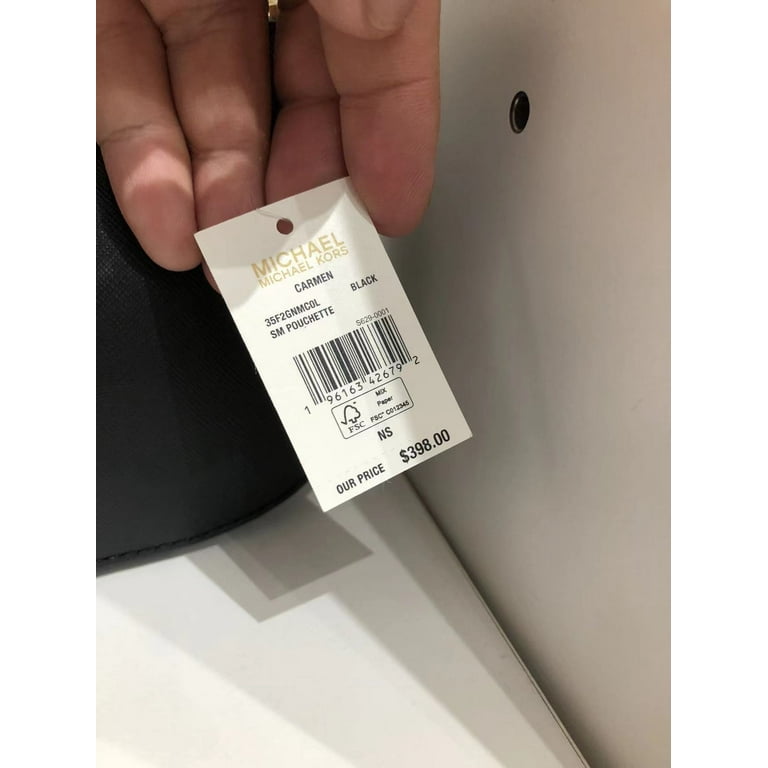 MICHAEL
MICHAEL KORS
CARMEN
35F2GNMC0L BLACK
SM POUCHETTE
S629-0001
1 96163 42679 2
FSC
MIX
Paper
FSC® C012345
NS
OUR PRICE $398.00